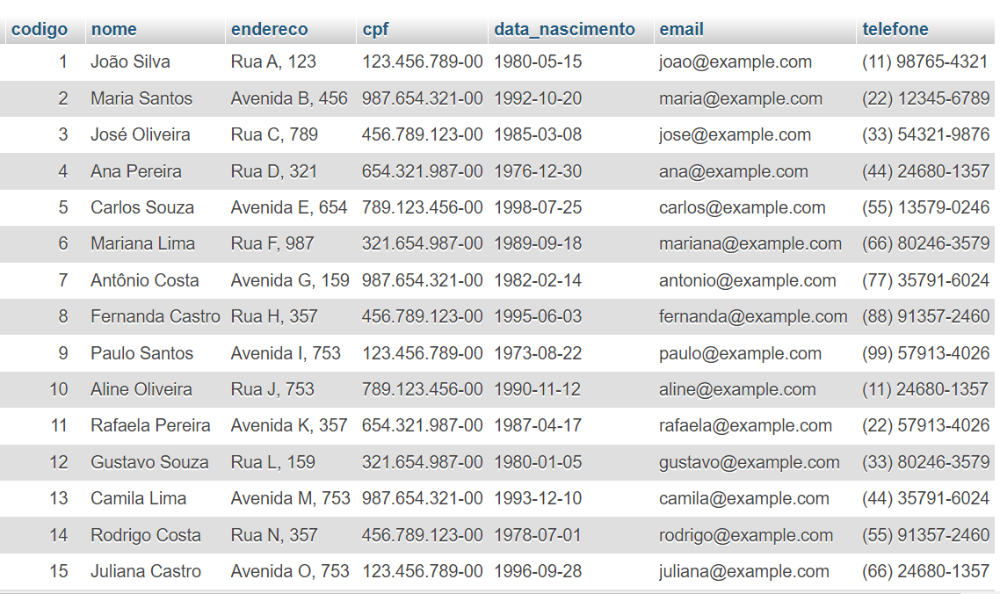 codigo nome endereco cpf data_nascimento email telefone
1 João Silva Rua A, 123 123.456.789-00 1980-05-15 joao@example.com (11) 98765-4321
2 Maria Santos Avenida B, 456 987.654.321-00 1992-10-20 maria@example.com (22) 12345-6789
3 José Oliveira Rua C, 789 456.789.123-00 1985-03-08 jose@example.com (33) 54321-9876
4 Ana Pereira Rua D, 321 654.321.987-00 1976-12-30 ana@example.com (44) 24680-1357
5 Carlos Souza Avenida E, 654 789.123.456-00 1998-07-25 carlos@example.com (55) 13579-0246
6 Mariana Lima Rua F, 987 321.654.987-00 1989-09-18 mariana@example.com (66) 80246-3579
7 Antônio Costa Avenida G, 159 987.654.321-00 1982-02-14 antonio@example.com (77) 35791-6024
8 Fernanda Castro Rua H, 357 456.789.123-00 1995-06-03 fernanda@example.com (88) 91357-2460
9 Paulo Santos Avenida I, 753 123.456.789-00 1973-08-22 paulo@example.com (99) 57913-4026
10 Aline Oliveira Rua J, 753 789.123.456-00 1990-11-12 aline@example.com (11) 24680-1357
11 Rafaela Pereira Avenida K, 357 654.321.987-00 1987-04-17 rafaela@example.com (22) 57913-4026
12 Gustavo Souza Rua L, 159 321.654.987-00 1980-01-05 gustavo@example.com (33) 80246-3579
13 Camila Lima Avenida M, 753 987.654.321-00 1993-12-10 camila@example.com (44) 35791-6024
14 Rodrigo Costa Rua N, 357 456.789.123-00 1978-07-01 rodrigo@example.com (55) 91357-2460
15 Juliana Castro Avenida O, 753 123.456.789-00 1996-09-28 juliana@example.com (66) 24680-1357